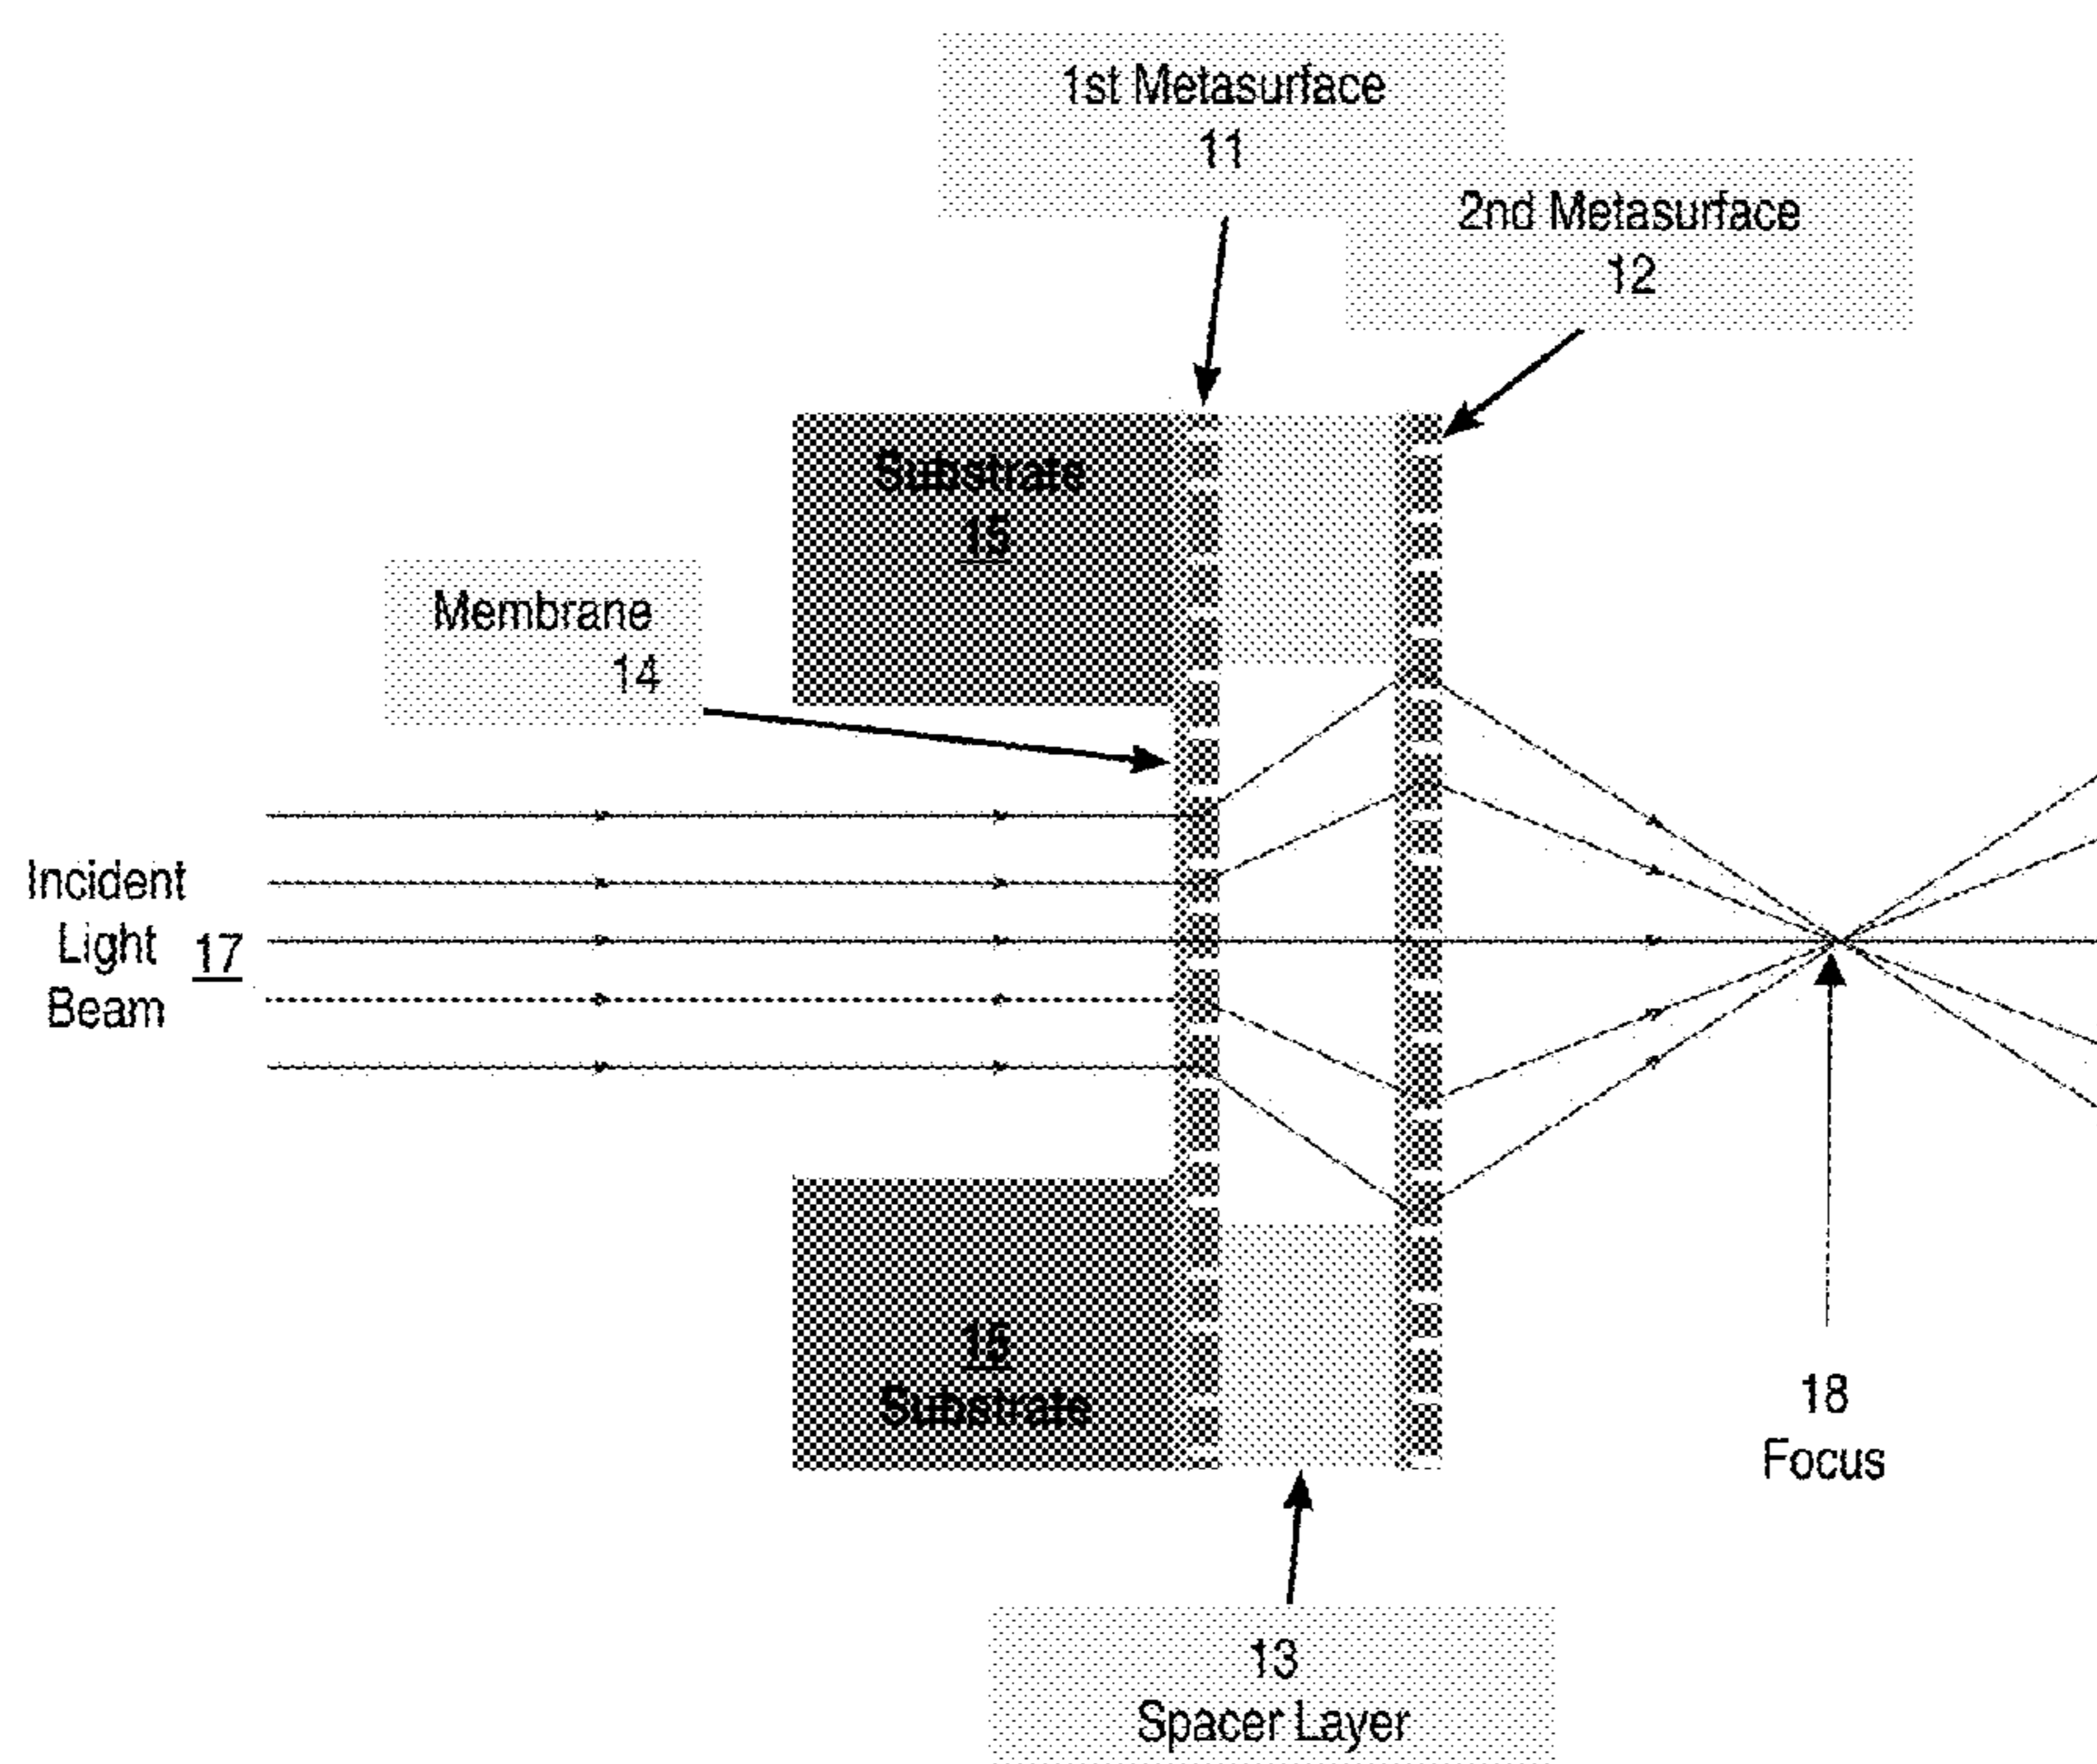 1st Metasurface
11
2nd Metasurface
12
Substrate
15
Membrane
14
Incident
Light 17
Beam
15
Substrate
18
Focus
13
Spacer Layer